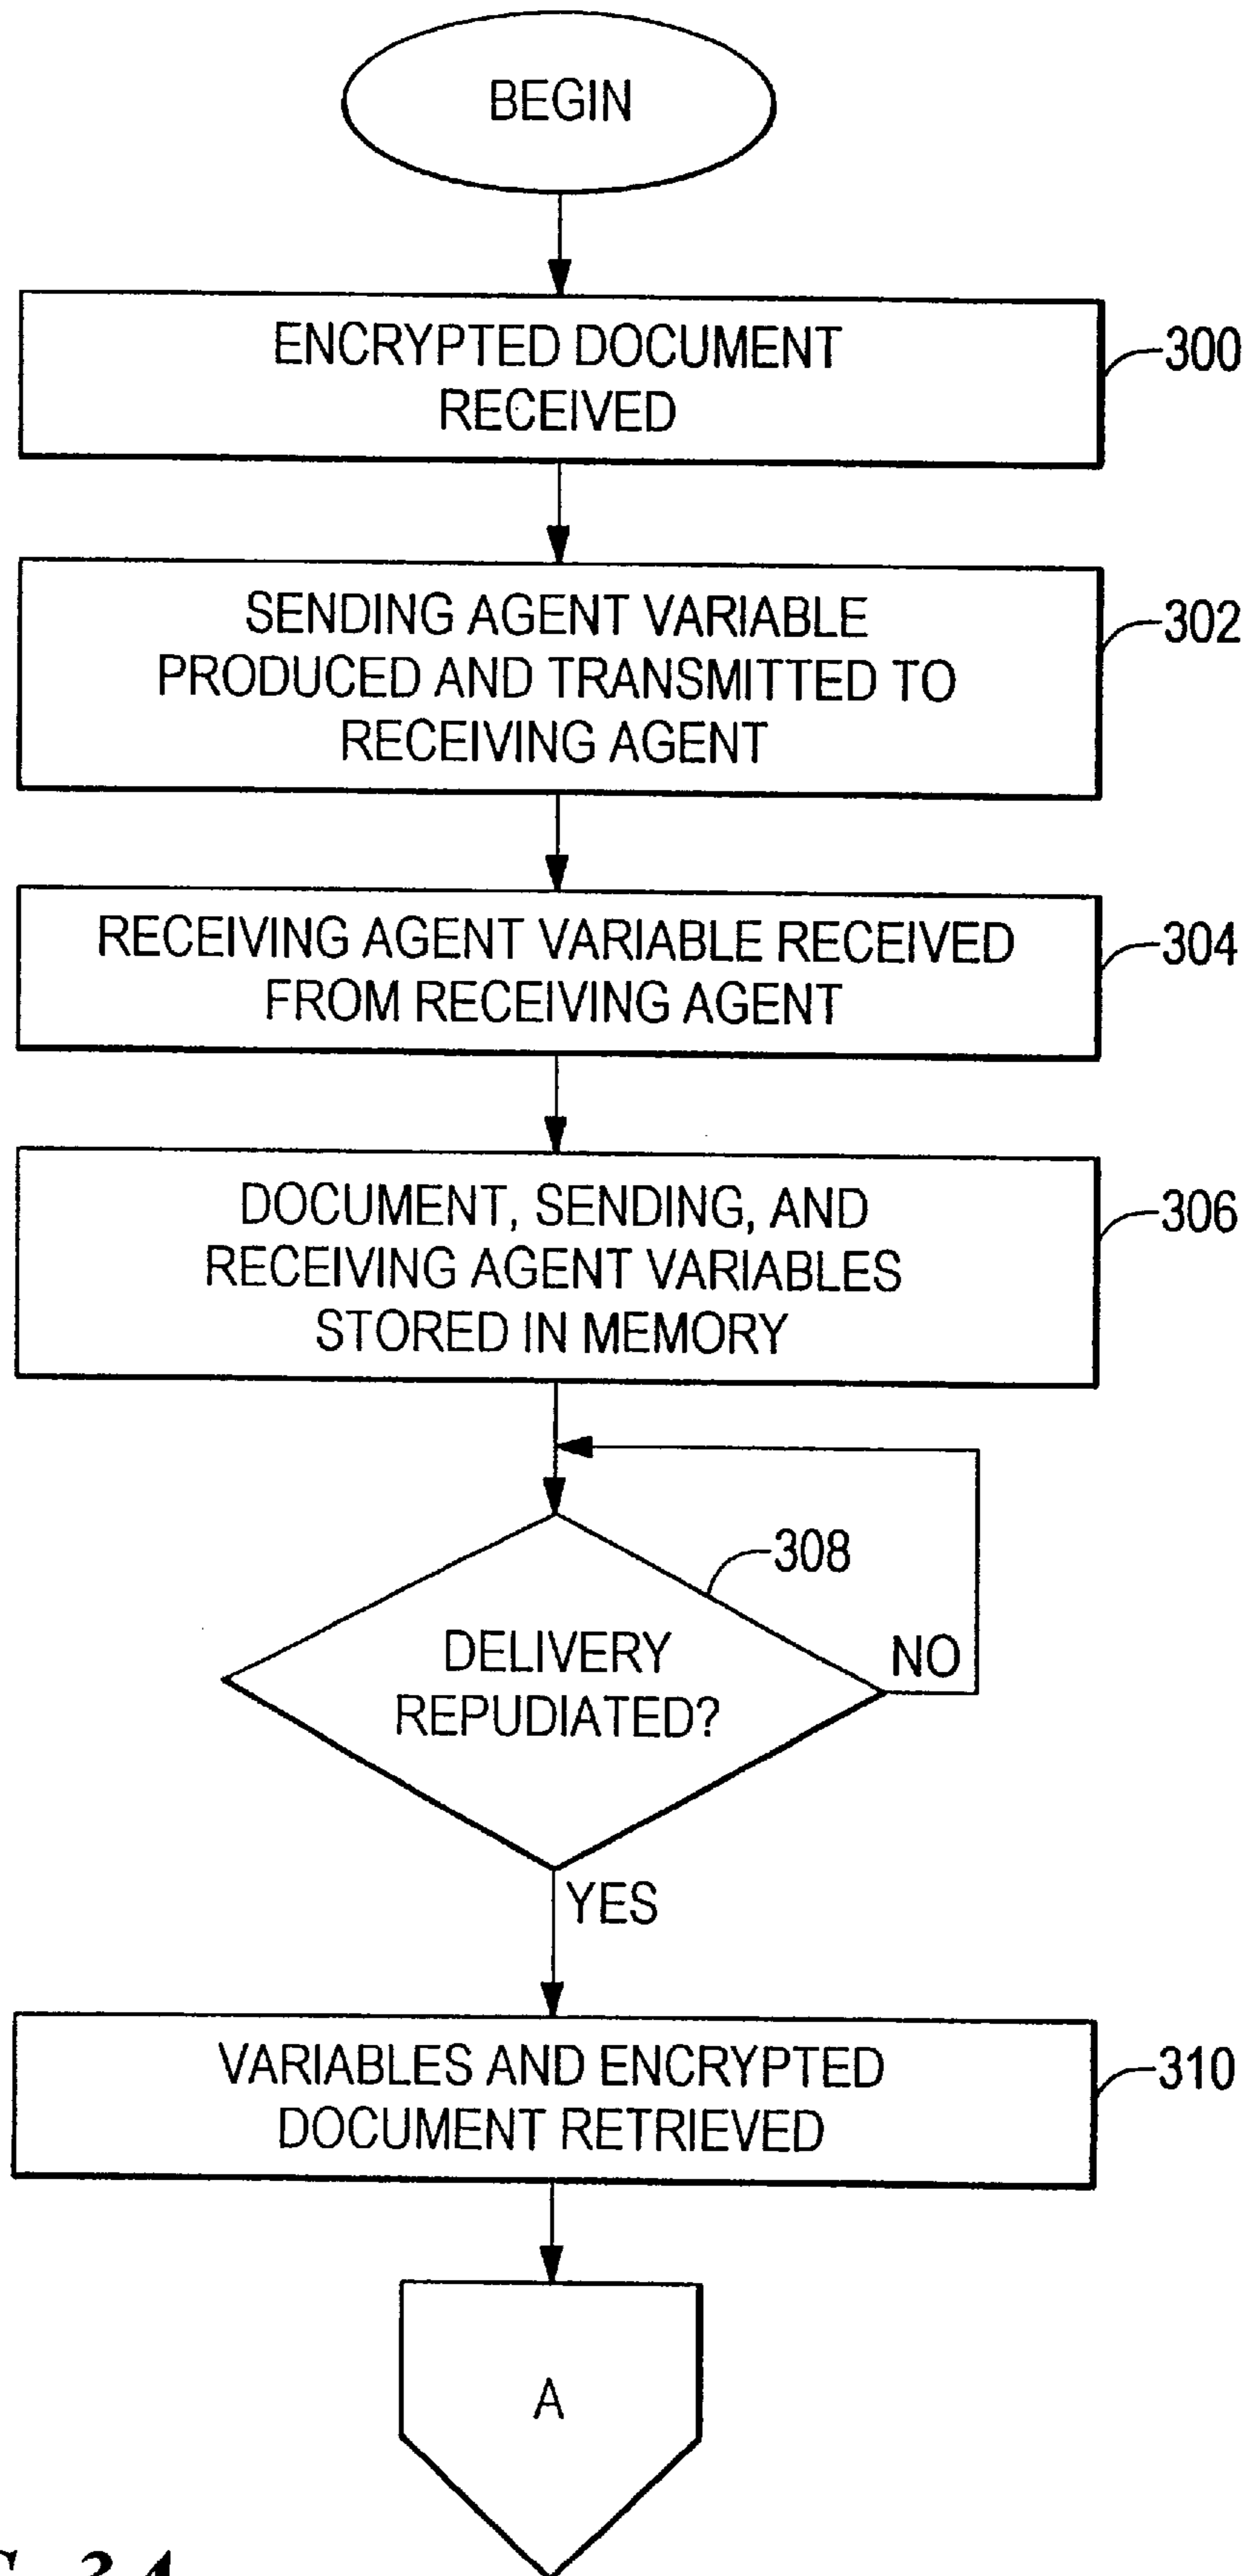 BEGIN
ENCRYPTED DOCUMENT
RECEIVED
300
SENDING AGENT VARIABLE
PRODUCED AND TRANSMITTED TO
RECEIVING AGENT
302
RECEIVING AGENT VARIABLE RECEIVED
FROM RECEIVING AGENT
304
DOCUMENT, SENDING, AND
RECEIVING AGENT VARIABLES
STORED IN MEMORY
306
308
DELIVERY
REPUDIATED?
NO
YES
VARIABLES AND ENCRYPTED
DOCUMENT RETRIEVED
310
A
3A